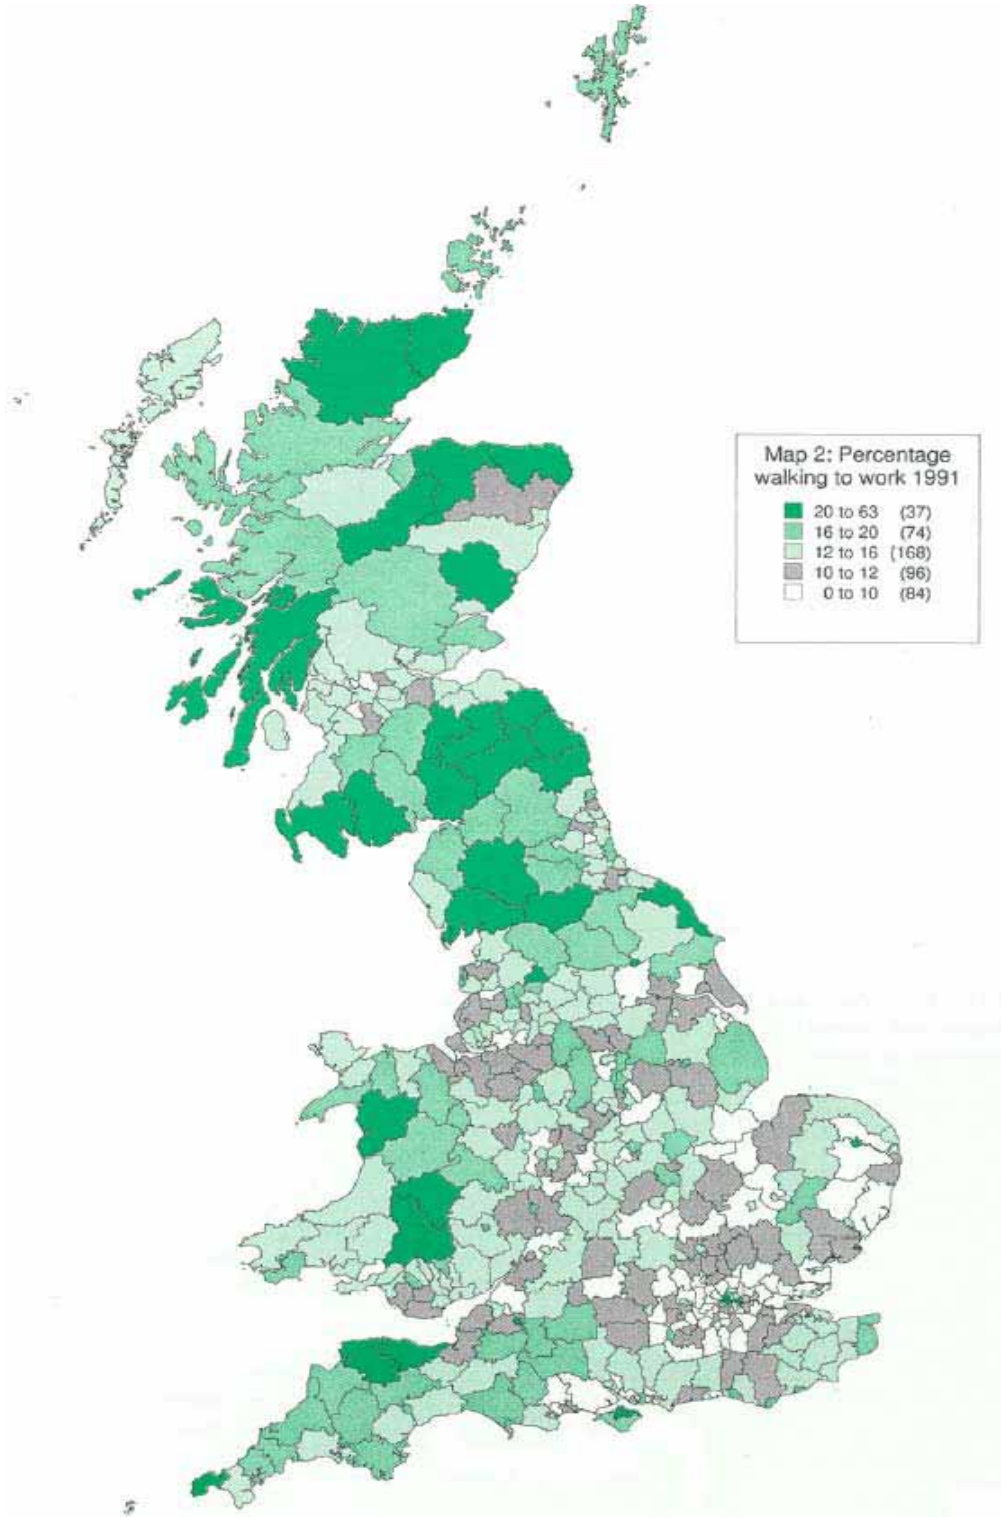 Map 2: Percentage
walking to work 1991
20 to 63 (37)
16 to 20 (74)
12 to 16 (168)
10 to 12 (96)
0 to 10 (84)